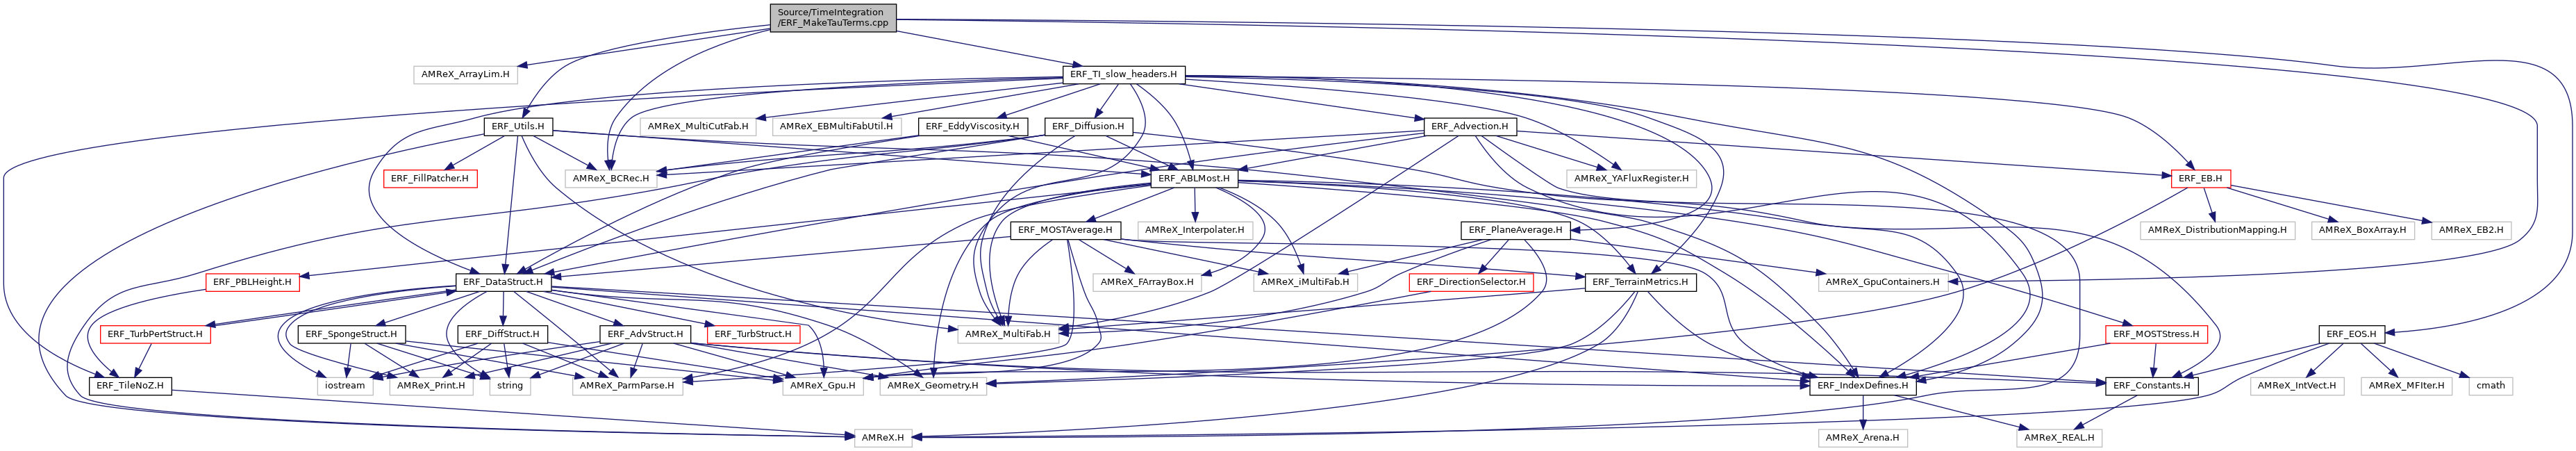 Source/TimeIntegration
/ERF_MakeTauTerms.cpp
AMReX_ArrayLim.H
ERF_TI_slow_headers.H
ERF_Utils.H
AMReX_MultiCutFab.H
AMReX_EBMultiFabUtil.H
ERF_EddyViscosity.H
ERF_Diffusion.H
ERF_Advection.H
ERF_FillPatcher.H
AMReX_BCRec.H
ERF_ABLMost.H
AMReX_YAFluxRegister.H
ERF_EB.H
ERF_MOSTAverage.H
AMReX_Interpolater.H
ERF_PlaneAverage.H
AMReX_DistributionMapping.H
AMReX_BoxArray.H
AMReX_EB2.H
ERF_PBLHeight.H
ERF_DataStruct.H
AMReX_FArrayBox.H
AMReX_iMultiFab.H
ERF_DirectionSelector.H
ERF_TerrainMetrics.H
AMReX_GpuContainers.H
ERF_TurbPertStruct.H
ERF_SpongeStruct.H
ERF_DiffStruct.H
ERF_AdvStruct.H
ERF_TurbStruct.H
AMReX_MultiFab.H
ERF_MOSTStress.H
ERF_EOS.H
ERF_TileNoZ.H
iostream
AMReX_Print.H
string
AMReX_ParmParse.H
AMReX_Gpu.H
AMReX_Geometry.H
ERF_IndexDefines.H
ERF_Constants.H
AMReX_IntVect.H
AMReX_MFIter.H
cmath
AMReX.H
AMReX_Arena.H
AMReX_REAL.H